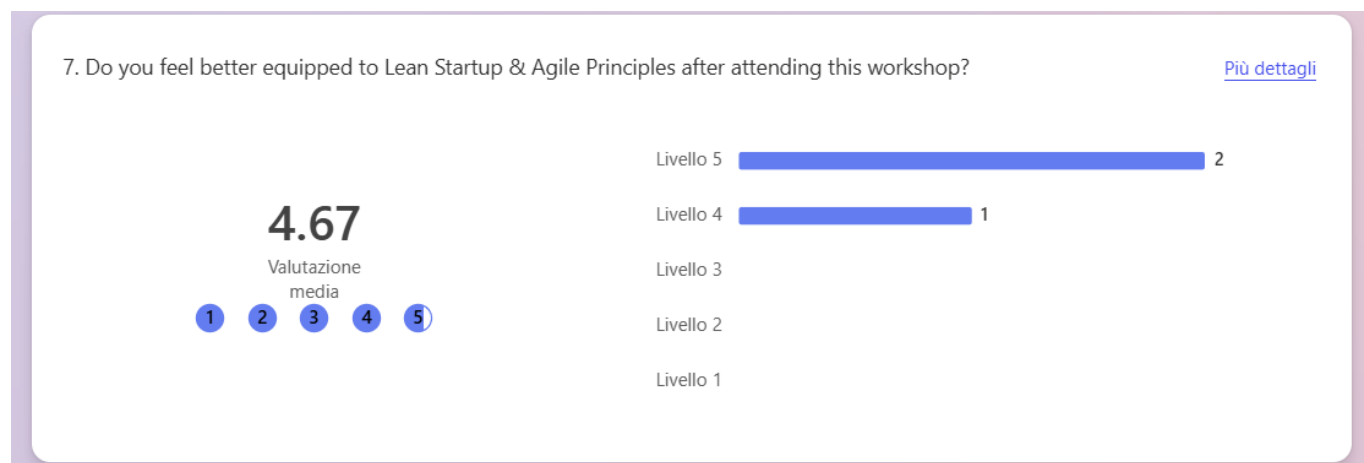 7. Do you feel better equipped to Lean Startup & Agile Principles after attending this workshop?
Più dettagli
4.67
Valutazione
media
1 2 3 4 5
Livello 5 2
Livello 4 1
Livello 3
Livello 2
Livello 1